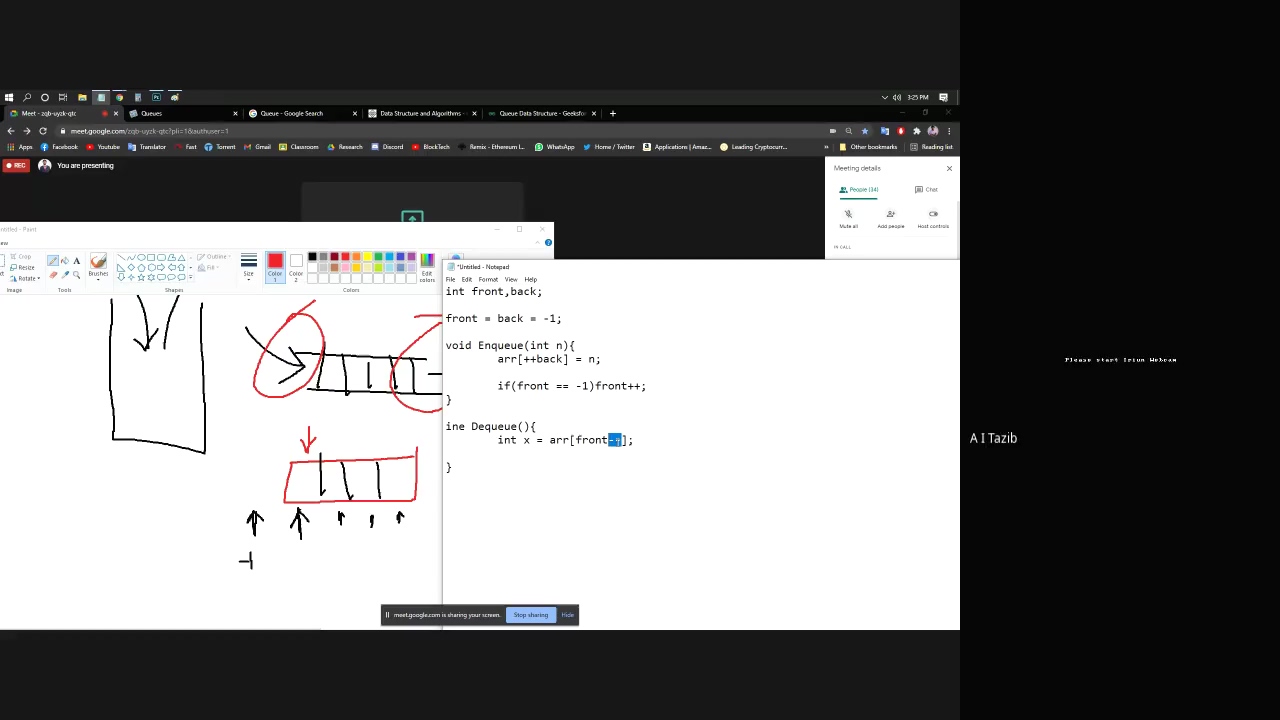 3:25 PM
Meet - zqb-uyzk-qtc
Queues
Queue - Google Search
Data Structure and Algorithms -
Queue Data Structure - Geeksfor
meet.google.com/zqb-uyzk-qtc?pli=1&authuser=1
Apps Facebook Youtube Translator Fast Torrent Gmail Classroom Research Discord BlockTech Remix - Ethereum I... WhatsApp Home / Twitter Applications | Amaz... Leading Cryptocurr... » Other bookmarks Reading list
REC You are presenting
Meeting details
People (34) Chat
Mute all Add people Host controls
IN CALL
ntitled - Paint
Crop
Resize
Rotate
Image
Tools
Brushes
Outline
Fill
Shapes
Size
Color 1
Color 2
Edit colors
Colors
*Untitled - Notepad
File Edit Format View Help
int front,back;
front = back = -1;
void Enqueue(int n){
arr[++back] = n;
if(front == -1)front++;
}
ine Dequeue(){
int x = arr[front--];
}
-1
meet.google.com is sharing your screen. Stop sharing Hide
Please start Iriun Webcam
A I Tazib